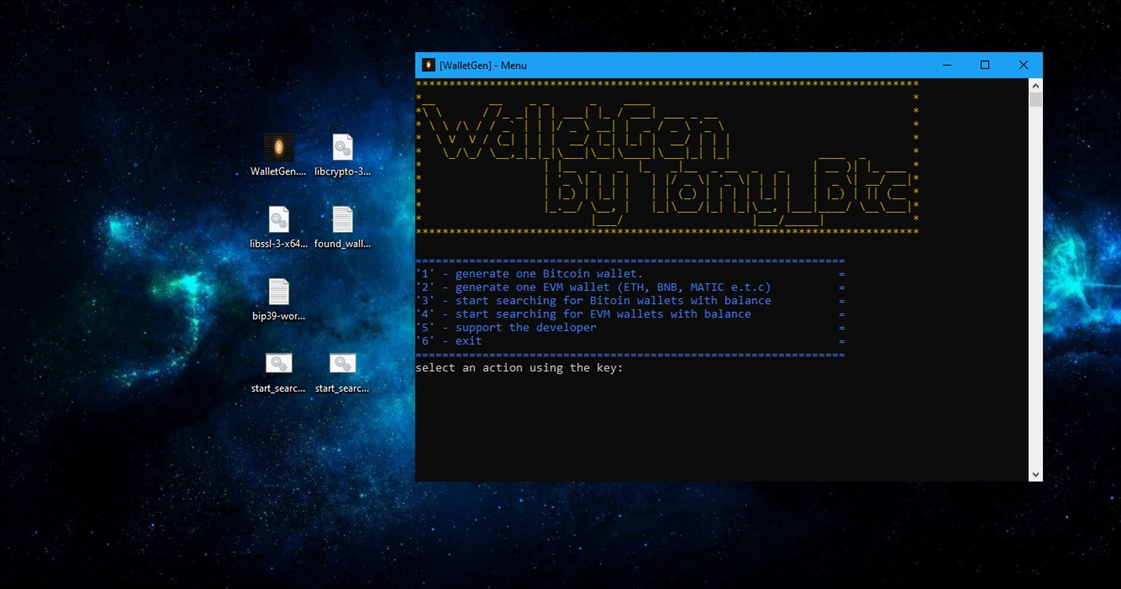 [WalletGen] - Menu
WalletGen
by Tony_Btc
'1' - generate one Bitcoin wallet.
'2' - generate one EVM wallet (ETH, BNB, MATIC e.t.c)
'3' - start searching for Bitoin wallets with balance
'4' - start searching for EVM wallets with balance
'5' - support the developer
'6' - exit
select an action using the key:
WalletGen....
libcrypto-3...
libssl-3-x64...
found_wall...
bip39-wor...
start_searc...
start_searc...